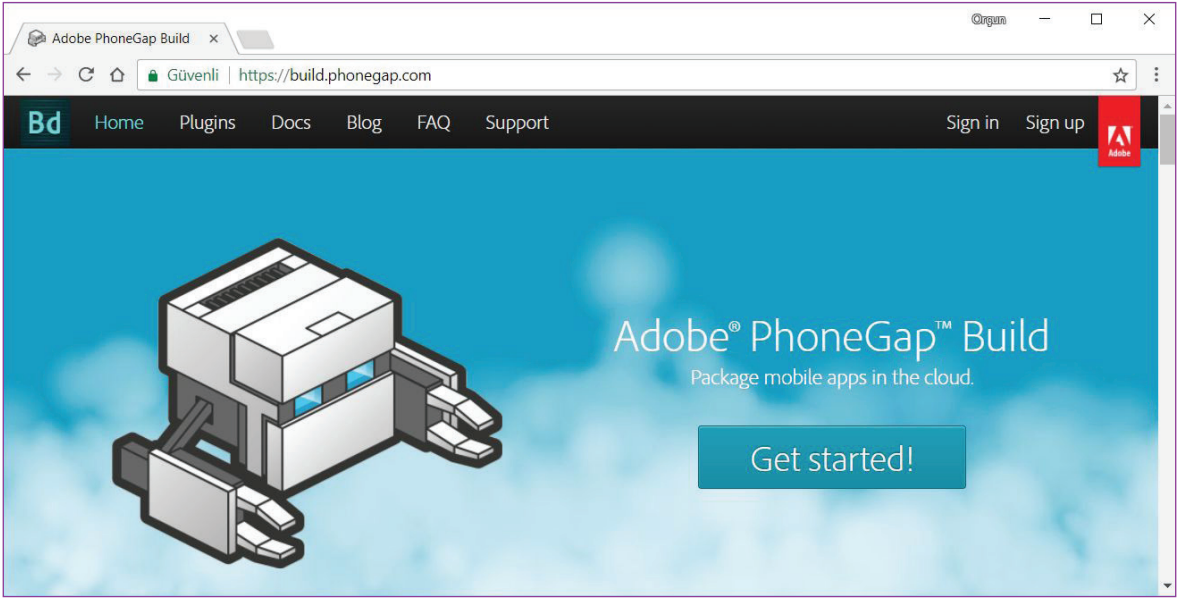 Orgun
Adobe PhoneGap Build
Güvenli https://build.phonegap.com
Bd Home Plugins Docs Blog FAQ Support Sign in Sign up
Adobe
Adobe® PhoneGap™ Build
Package mobile apps in the cloud.
Get started!